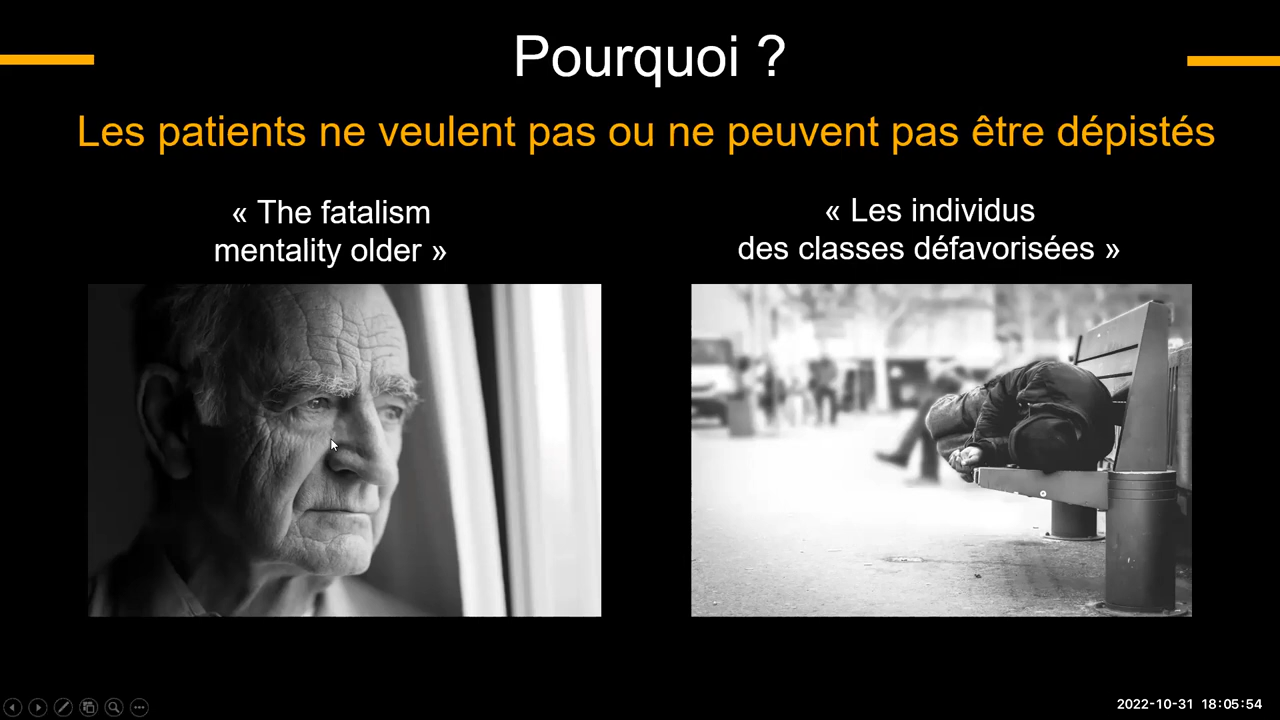 Pourquoi ?
Les patients ne veulent pas ou ne peuvent pas être dépistés
« The fatalism
mentality older »
« Les individus
des classes défavorisées »
2022-10-31 18:05:54